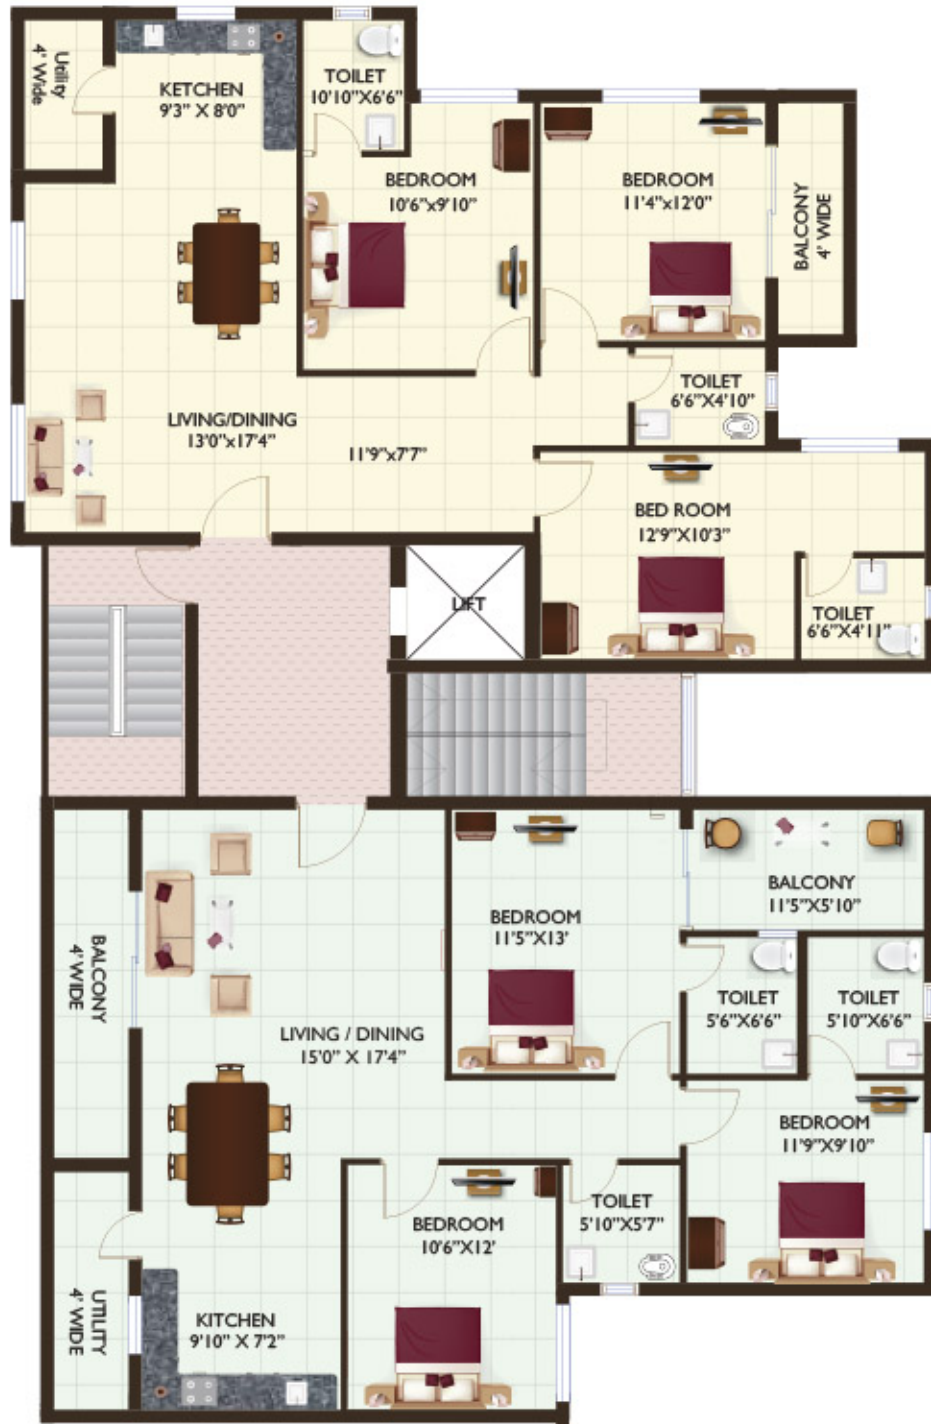 Utility
4' Wide
KETCHEN
9'3" X 8'0"
TOILET
10'10"X6'6"
BEDROOM
10'6"x9'10"
BEDROOM
11'4"x12'0"
BALCONY
4' WIDE
TOILET
6'6"X4'10"
LIVING/DINING
13'0"x17'4"
11'9"x7'7"
BED ROOM
12'9"X10'3"
LIFT
TOILET
6'6"X4'11"
BALCONY
4' WIDE
BEDROOM
11'5"X13'
BALCONY
11'5"X5'10"
TOILET
5'6"X6'6"
TOILET
5'10"X6'6"
LIVING / DINING
15'0" X 17'4"
BEDROOM
11'9"X9'10"
UTILITY
4' WIDE
BEDROOM
10'6"X12'
TOILET
5'10"X5'7"
KITCHEN
9'10" X 7'2"